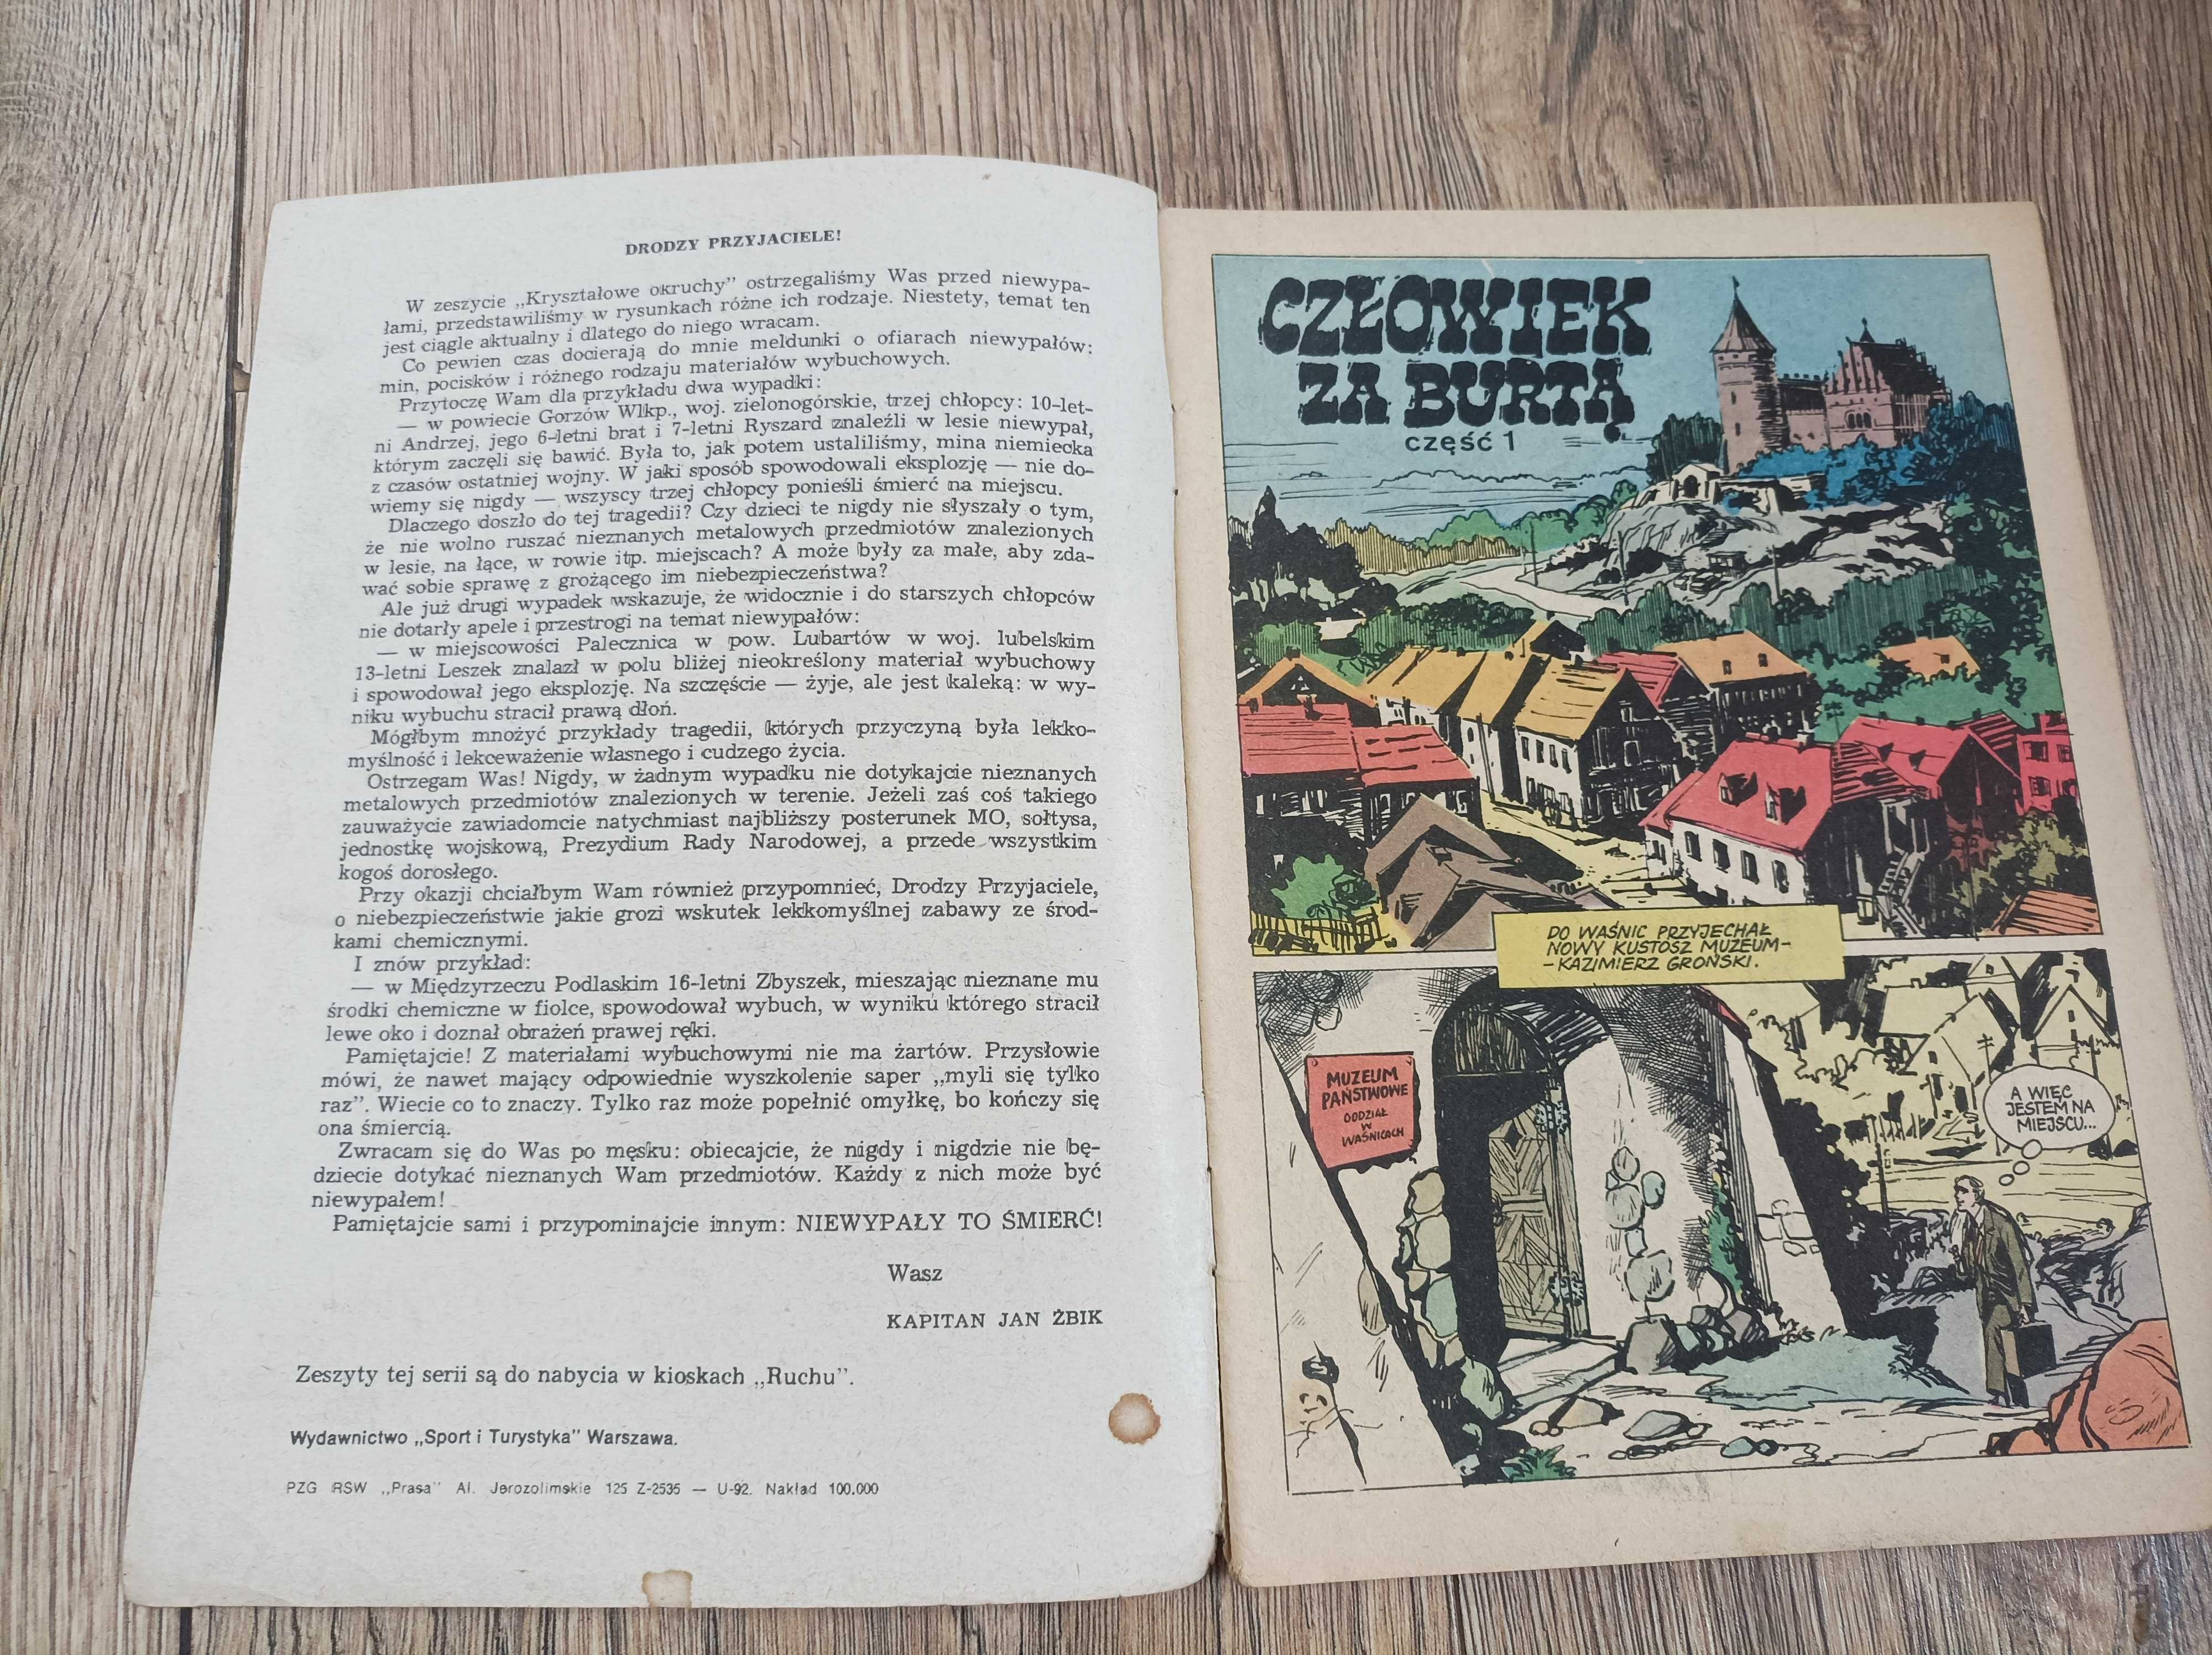 DRODZY PRZYJACIELE!
W zeszycie „Kryształowe okruchy” ostrzegaliśmy Was przed niewypa-
łami, przedstawiliśmy w rysunkach różne ich rodzaje. Niestety, temat ten
jest ciągle aktualny i dlatego do niego wracam.
Co pewien czas docierają do mnie meldunki o ofiarach niewypałów:
min, pocisków i różnego rodzaju materiałów wybuchowych.
Przytoczę Wam dla przykładu dwa wypadki:
— w powiecie Gorzów Wlkp., woj. zielonogórskie, trzej chłopcy: 10-let-
ni Andrzej, jego 6-letni brat i 7-letni Ryszard znaleźli w lesie niewypał,
którym zaczęli się bawić. Była to, jak potem ustaliliśmy, mina niemiecka
z czasów ostatniej wojny. W jaki sposób spowodowali eksplozję — nie do-
wiemy się nigdy — wszyscy trzej chłopcy ponieśli śmierć na miejscu.
Dlaczego doszło do tej tragedii? Czy dzieci te nigdy nie słyszały o tym,
że nie wolno ruszać nieznanych metalowych przedmiotów znalezionych
w lesie, na łące, w rowie itp. miejscach? A może były za małe, aby zda-
wać sobie sprawę z grożącego im niebezpieczeństwa?
Ale już drugi wypadek wskazuje, że widocznie i do starszych chłopców
nie dotarły apele i przestrogi na temat niewypałów:
— w miejscowości Palecznica w pow. Lubartów w woj. lubelskim
13-letni Leszek znalazł w polu bliżej nieokreślony materiał wybuchowy
i spowodował jego eksplozję. Na szczęście — żyje, ale jest kaleką: w wy-
niku wybuchu stracił prawą dłoń.
Mógłbym mnożyć przykłady tragedii, których przyczyną była lekko-
myślność i lekceważenie własnego i cudzego życia.
Ostrzegam Was! Nigdy, w żadnym wypadku nie dotykajcie nieznanych
metalowych przedmiotów znalezionych w terenie. Jeżeli zaś coś takiego
zauważycie zawiadomcie natychmiast najbliższy posterunek MO, sołtysa,
jednostkę wojskową, Prezydium Rady Narodowej, a przede wszystkim
kogoś dorosłego.
Przy okazji chciałbym Wam również przypomnieć, Drodzy Przyjaciele,
o niebezpieczeństwie jakie grozi wskutek lekkomyślnej zabawy ze środ-
kami chemicznymi.
I znów przykład:
— w Międzyrzeczu Podlaskim 16-letni Zbyszek, mieszając nieznane mu
środki chemiczne w fiolce, spowodował wybuch, w wyniku którego stracił
lewe oko i doznał obrażeń prawej ręki.
Pamiętajcie! Z materiałami wybuchowymi nie ma żartów. Przysłowie
mówi, że nawet mający odpowiednie wyszkolenie saper „myli się tylko
raz”. Wiecie co to znaczy. Tylko raz może popełnić omyłkę, bo kończy się
ona śmiercią.
Zwracam się do Was po męsku: obiecajcie, że nigdy i nigdzie nie bę-
dziecie dotykać nieznanych Wam przedmiotów. Każdy z nich może być
niewypałem!
Pamiętajcie sami i przypominajcie innym: NIEWYPAŁY TO ŚMIERĆ!
Wasz
KAPITAN JAN ŻBIK
Zeszyty tej serii są do nabycia w kioskach „Ruchu”.
Wydawnictwo „Sport i Turystyka” Warszawa.
PZG RSW „Prasa” Al. Jerozolimskie 125 Z-2535 — U-92. Nakład 100.000
CZŁOWIEK
ZA BURTĄ
część 1
DO WAŚNIC PRZYJECHAŁ
NOWY KUSTOSZ MUZEUM-
-KAZIMIERZ GROŃSKI.
MUZEUM
PAŃSTWOWE
ODDZIAŁ
W
WAŚNICACH
A WIĘC
JESTEM NA
MIEJSCU...